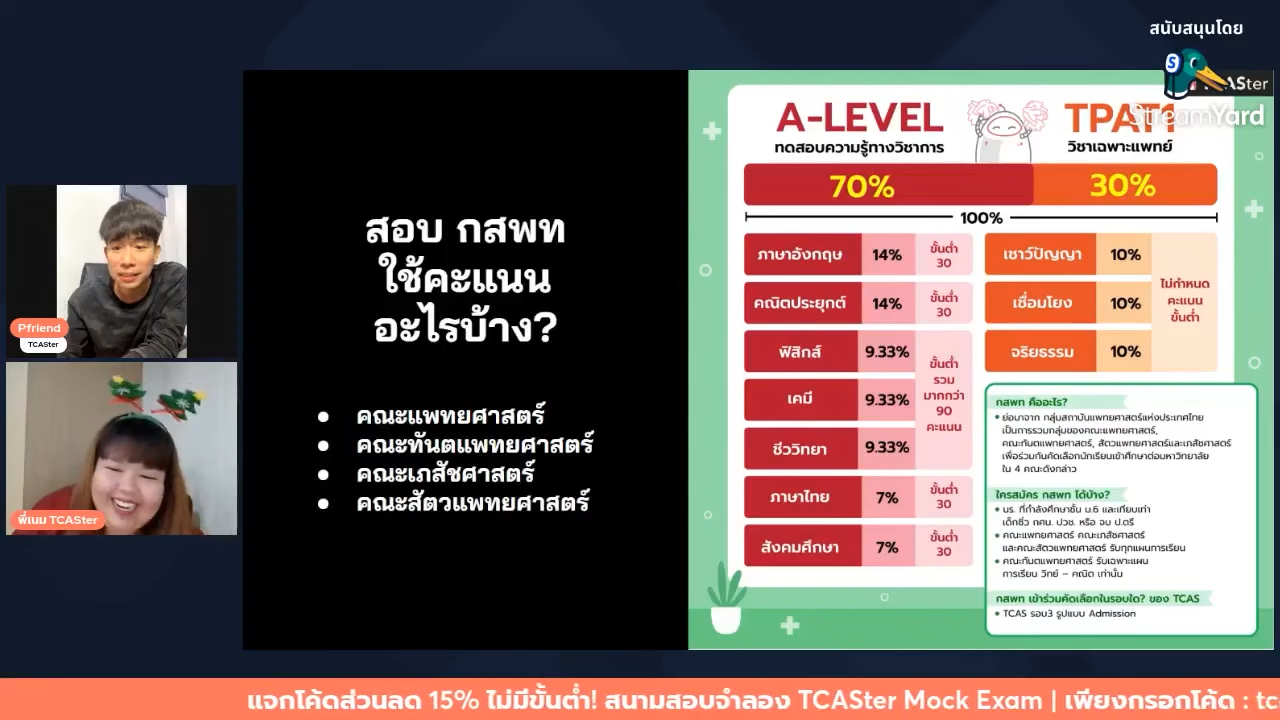 สนับสนุนโดย
StreamYard
สอบ กสพท
ใช้คะแนน
อะไรบ้าง?
คณะแพทยศาสตร์
คณะทันตแพทยศาสตร์
คณะเภสัชศาสตร์
คณะสัตวแพทยศาสตร์
Pfriend
TCASter
พี่เนม TCASter
A-LEVEL
ทดสอบความรู้ทางวิชาการ
TPAT1
วิชาเฉพาะแพทย์
70%
30%
100%
ภาษาอังกฤษ 14% ขั้นต่ำ 30
คณิตประยุกต์ 14% ขั้นต่ำ 30
ฟิสิกส์ 9.33%
เคมี 9.33%
ชีววิทยา 9.33%
ขั้นต่ำ
รวม
มากกว่า
90
คะแนน
ภาษาไทย 7% ขั้นต่ำ 30
สังคมศึกษา 7% ขั้นต่ำ 30
เชาว์ปัญญา 10%
เชื่อมโยง 10%
จริยธรรม 10%
ไม่กำหนด
คะแนน
ขั้นต่ำ
กสพท คืออะไร?
ย่อมาจาก กลุ่มสถาบันแพทยศาสตร์แห่งประเทศไทย
เป็นการรวมกลุ่มของคณะแพทยศาสตร์,
คณะทันตแพทยศาสตร์, สัตวแพทยศาสตร์และเภสัชศาสตร์
เพื่อร่วมกันคัดเลือกนักเรียนเข้าศึกษาต่อมหาวิทยาลัย
ใน 4 คณะดังกล่าว
ใครสมัคร กสพท ได้บ้าง?
นร. ที่กำลังศึกษาชั้น ม.6 และเทียบเท่า
เด็กซิ่ว กศน. ปวช. หรือ จบ ป.ตรี
คณะแพทยศาสตร์ คณะเภสัชศาสตร์
และคณะสัตวแพทยศาสตร์ รับทุกแผนการเรียน
คณะทันตแพทยศาสตร์ รับเฉพาะแผน
การเรียน วิทย์ – คณิต เท่านั้น
กสพท เข้าร่วมคัดเลือกในรอบใด? ของ TCAS
TCAS รอบ3 รูปแบบ Admission
แจกโค้ดส่วนลด 15% ไม่มีขั้นต่ำ! สนามสอบจำลอง TCASter Mock Exam | เพียงกรอกโค้ด : tc